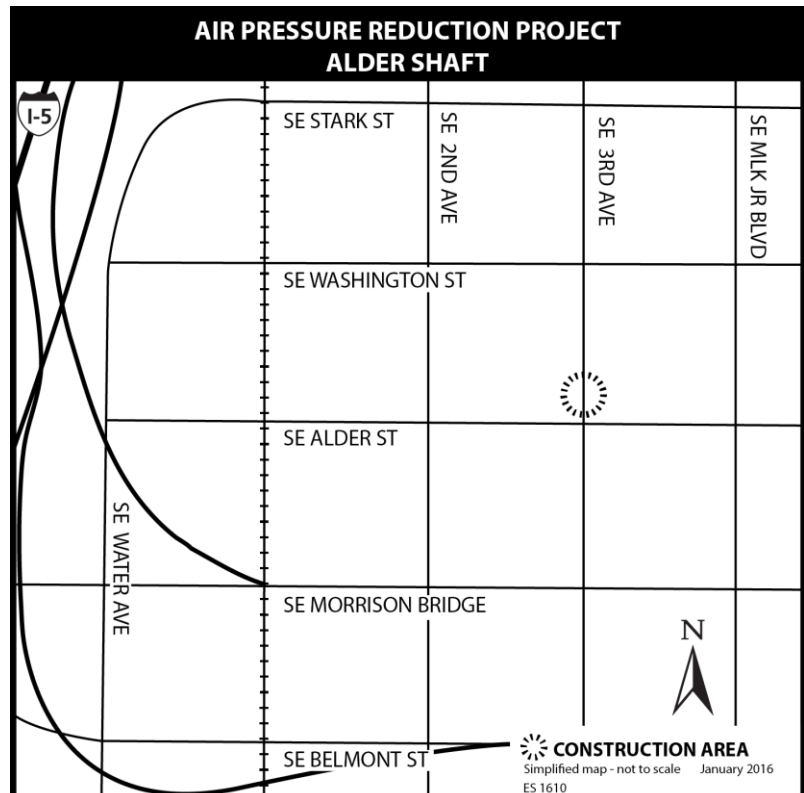 AIR PRESSURE REDUCTION PROJECT
ALDER SHAFT
I-5
SE STARK ST
SE 2ND AVE
SE 3RD AVE
SE MLK JR BLVD
SE WASHINGTON ST
SE ALDER ST
SE WATER AVE
SE MORRISON BRIDGE
N
SE BELMONT ST
CONSTRUCTION AREA
Simplified map - not to scale January 2016
ES 1610